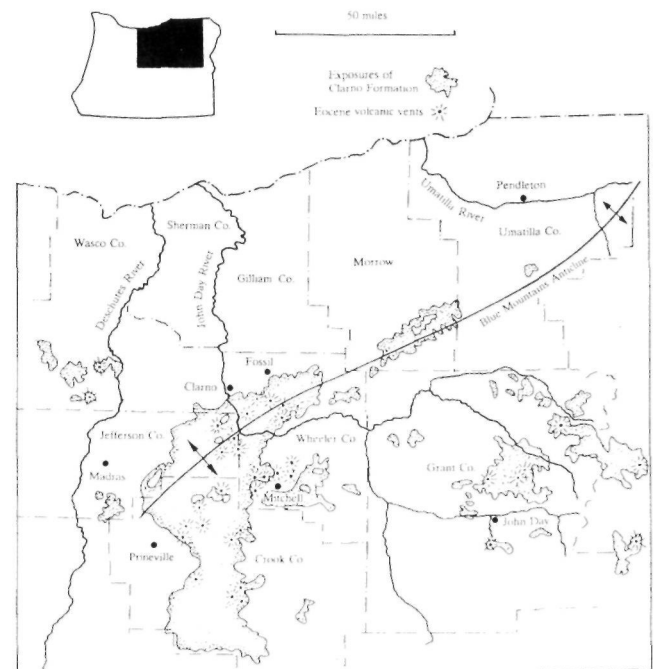 50 miles
Exposures of
Clarno Formation
Eocene volcanic vents
Pendleton
Umatilla River
Sherman Co.
Wasco Co.
Umatilla Co.
Deschutes River
John Day River
Morrow
Gilliam Co.
Blue Mountains Anticline
Fossil
Clarno
Jefferson Co.
Wheeler Co.
Madras
Grant Co.
Mitchell
John Day
Prineville
Crook Co